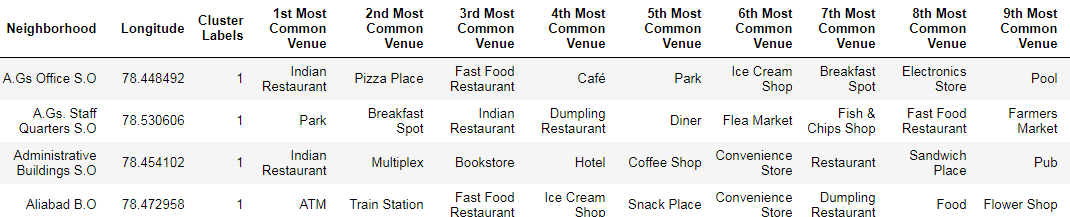 Neighborhood Longitude Cluster Labels 1st Most Common Venue 2nd Most Common Venue 3rd Most Common Venue 4th Most Common Venue 5th Most Common Venue 6th Most Common Venue 7th Most Common Venue 8th Most Common Venue 9th Most Common Venue
A.Gs Office S.O 78.448492 1 Indian Restaurant Pizza Place Fast Food Restaurant Café Park Ice Cream Shop Breakfast Spot Electronics Store Pool
A.Gs. Staff Quarters S.O 78.530606 1 Park Breakfast Spot Indian Restaurant Dumpling Restaurant Diner Flea Market Fish & Chips Shop Fast Food Restaurant Farmers Market
Administrative Buildings S.O 78.454102 1 Indian Restaurant Multiplex Bookstore Hotel Coffee Shop Convenience Store Restaurant Sandwich Place Pub
Aliabad B.O 78.472958 1 ATM Train Station Fast Food Restaurant Ice Cream Shop Snack Place Convenience Store Dumpling Restaurant Food Flower Shop